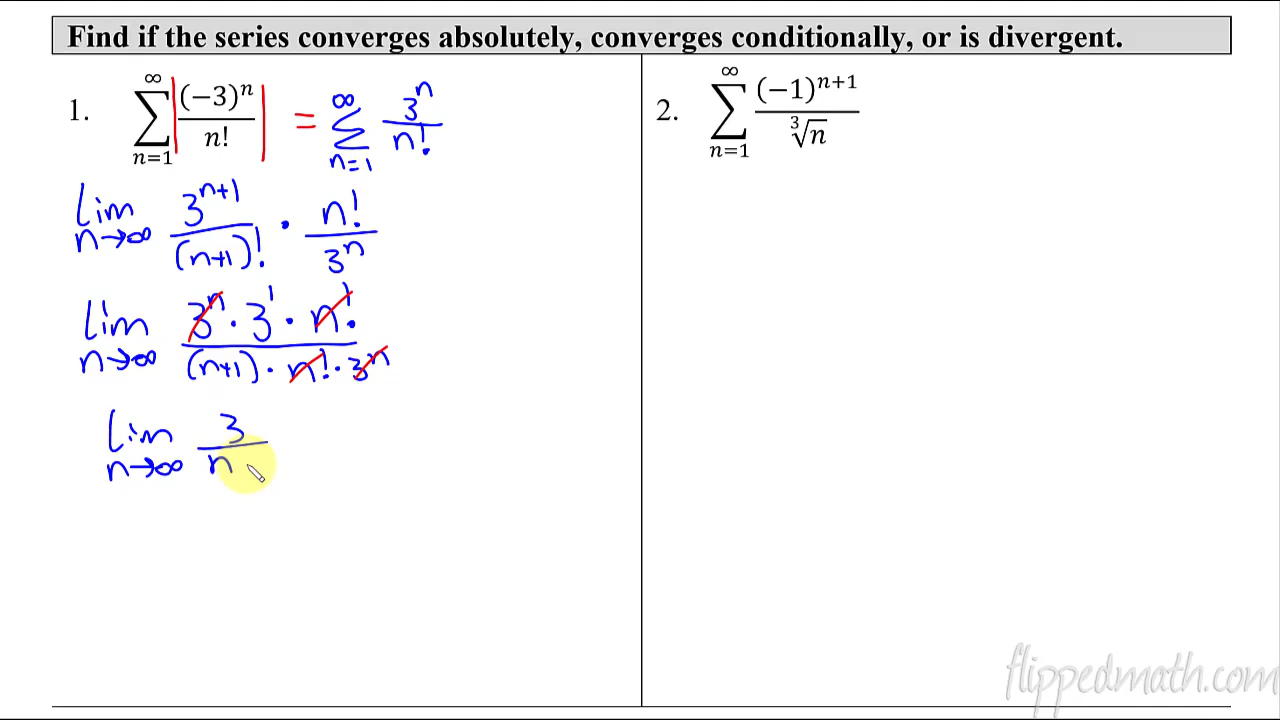 Find if the series converges absolutely, converges conditionally, or is divergent.
1. ∑_{n=1}^{∞} |(−3)^n / n!| = ∑_{n=1}^{∞} 3^n / n!
lim_{n→∞} 3^{n+1} / (n+1)! · n! / 3^n
lim_{n→∞} 3^n · 3^1 · n! / (n+1) · n! · 3^n
lim_{n→∞} 3 / n
2. ∑_{n=1}^{∞} (−1)^{n+1} / ∛n
flippedmath.com